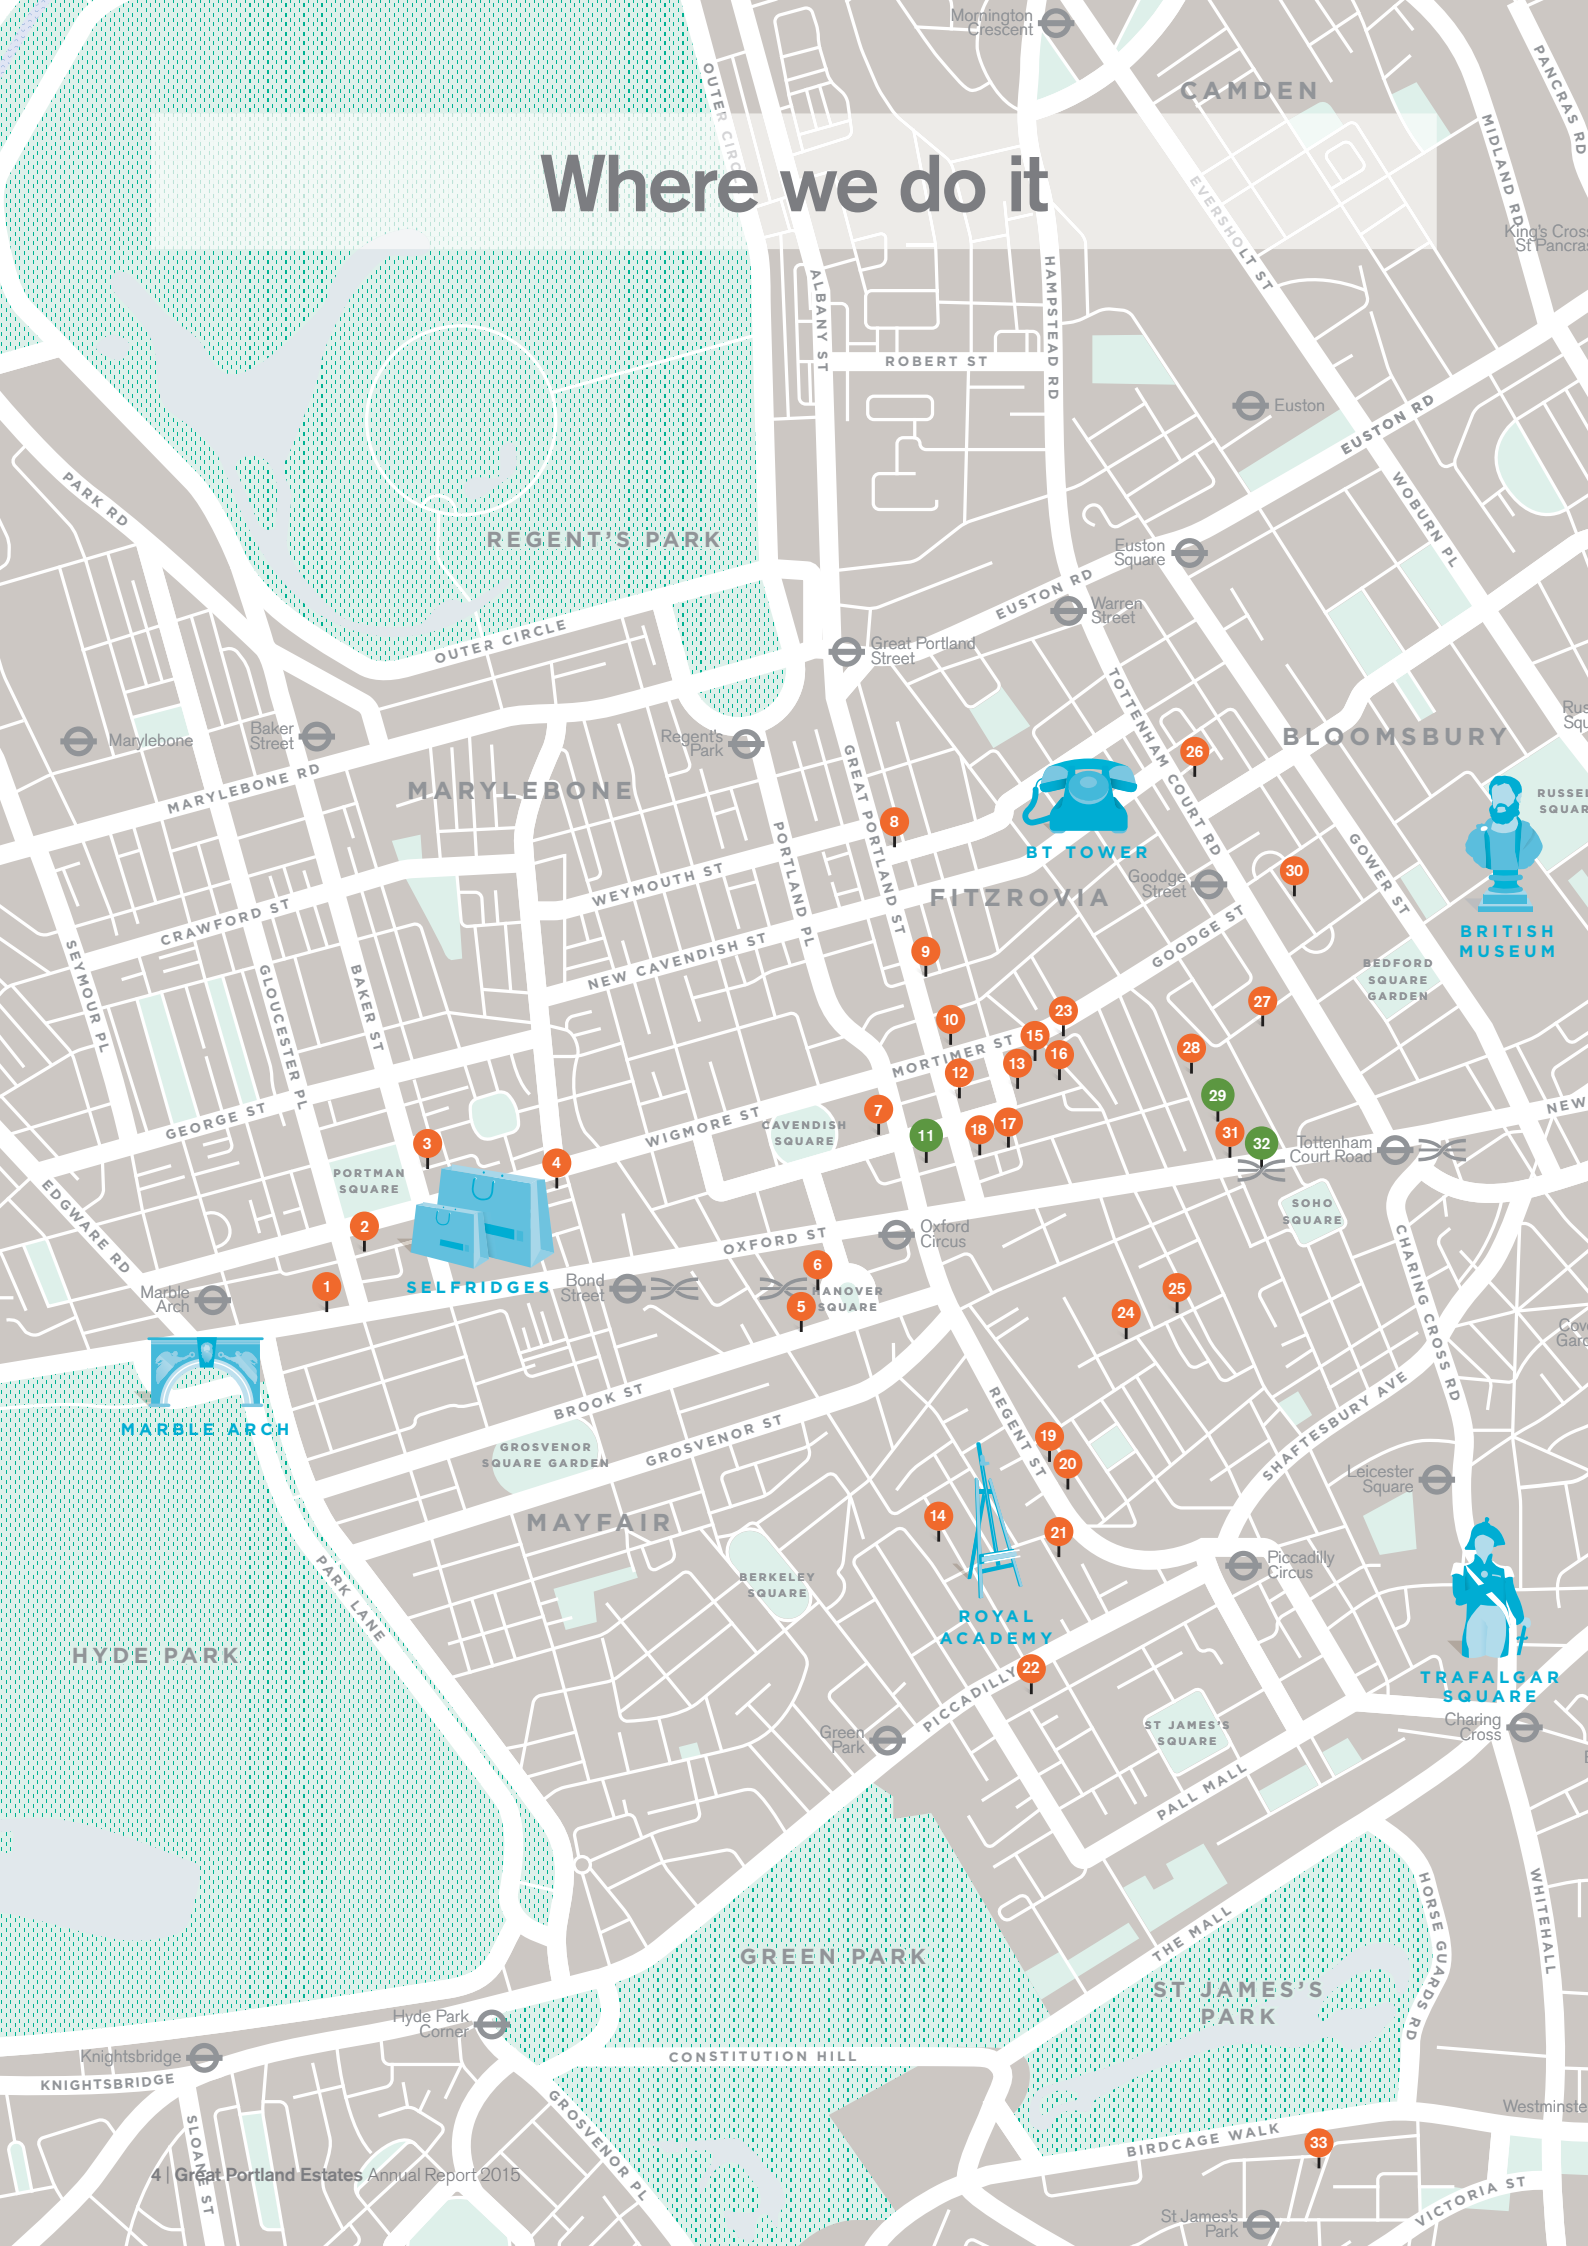 Mornington
Crescent
CAMDEN
PANCRAS RD
MIDLAND RD
OUTER CIRC
Where we do it
EVERSHOLT ST
King's Cros
St Pancra
ALBANY ST
HAMPSTEAD RD
ROBERT ST
Euston
EUSTON RD
WOBURN PL
PARK RD
REGENT'S PARK
Euston
Square
EUSTON RD
Warren
Street
OUTER CIRCLE
Great Portland
Street
TOTTENHAM COURT RD
Rus
Squ
Marylebone
Baker
Street
Regent's
Park
BLOOMSBURY
26
MARYLEBONE RD
MARYLEBONE
GREAT PORTLAND ST
RUSSEL
SQUAR
8
PORTLAND PL
BT TOWER
GOWER ST
WEYMOUTH ST
FITZROVIA
Goodge
Street
30
CRAWFORD ST
GOODGE ST
BRITISH
MUSEUM
SEYMOUR PL
GLOUCESTER PL
BAKER ST
NEW CAVENDISH ST
9
BEDFORD
SQUARE
GARDEN
27
10
23
15
16
13
12
MORTIMER ST
28
29
GEORGE ST
WIGMORE ST
CAVENDISH
SQUARE
7
11
18
17
31
32
Tottenham
Court Road
NEW
3
4
PORTMAN
SQUARE
EDGWARE RD
2
SOHO
SQUARE
OXFORD ST
Oxford
Circus
CHARING CROSS RD
Marble
Arch
1
SELFRIDGES
Bond
Street
6
5
HANOVER
SQUARE
25
24
Cov
Gard
MARBLE ARCH
BROOK ST
REGENT ST
SHAFTESBURY AVE
GROSVENOR
SQUARE GARDEN
GROSVENOR ST
19
20
Leicester
Square
MAYFAIR
14
21
PARK LANE
BERKELEY
SQUARE
Piccadilly
Circus
ROYAL
ACADEMY
HYDE PARK
22
PICCADILLY
TRAFALGAR
SQUARE
Green
Park
ST JAMES'S
SQUARE
Charing
Cross
PALL MALL
HORSE GUARDS RD
WHITEHALL
THE MALL
GREEN PARK
ST JAMES'S
PARK
Hyde Park
Corner
Knightsbridge
CONSTITUTION HILL
KNIGHTSBRIDGE
GROSVENOR PL
Westminste
SLOANE ST
BIRDCAGE WALK
33
VICTORIA ST
4 | Great Portland Estates Annual Report 2015
St James's
Park